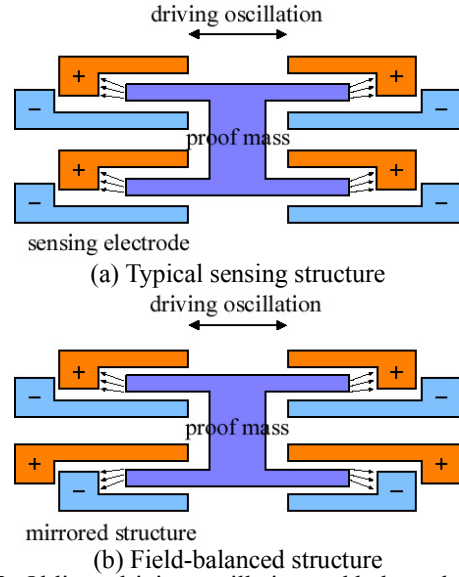 driving oscillation
+ +
− −
proof mass
+ +
− −
sensing electrode
(a) Typical sensing structure
driving oscillation
+ +
− −
proof mass
+ +
− −
mirrored structure
(b) Field-balanced structure